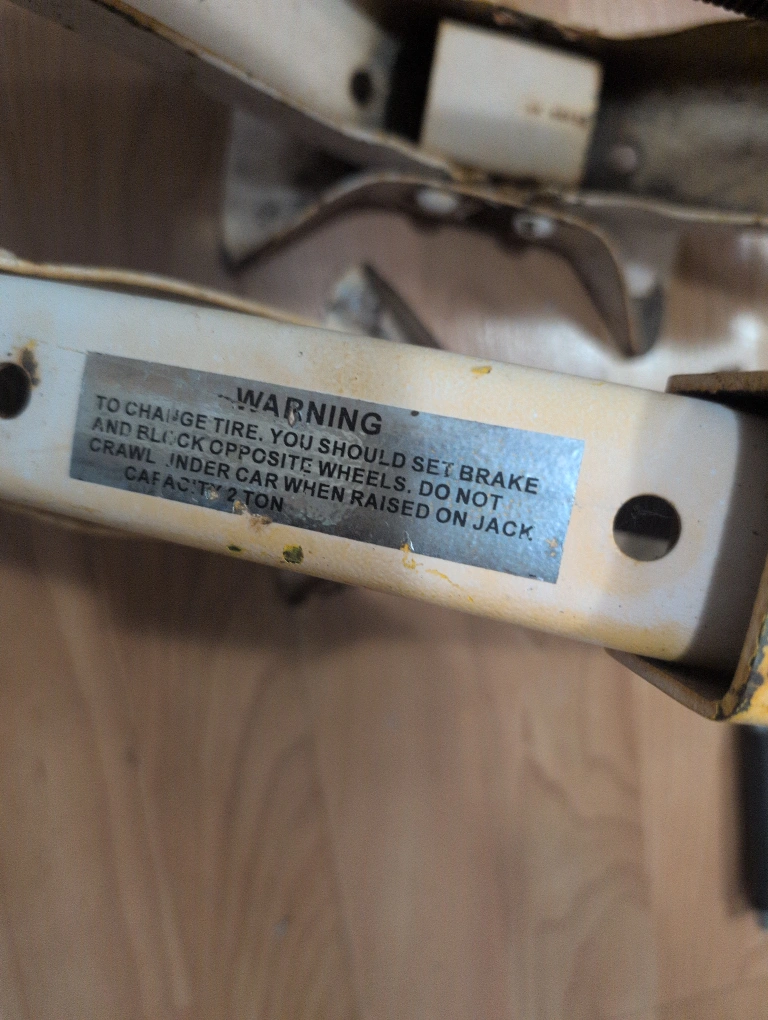 WARNING
TO CHANGE TIRE, YOU SHOULD SET BRAKE
AND BLOCK OPPOSITE WHEELS. DO NOT
CRAWL UNDER CAR WHEN RAISED ON JACK.
CAPACITY 2 TON